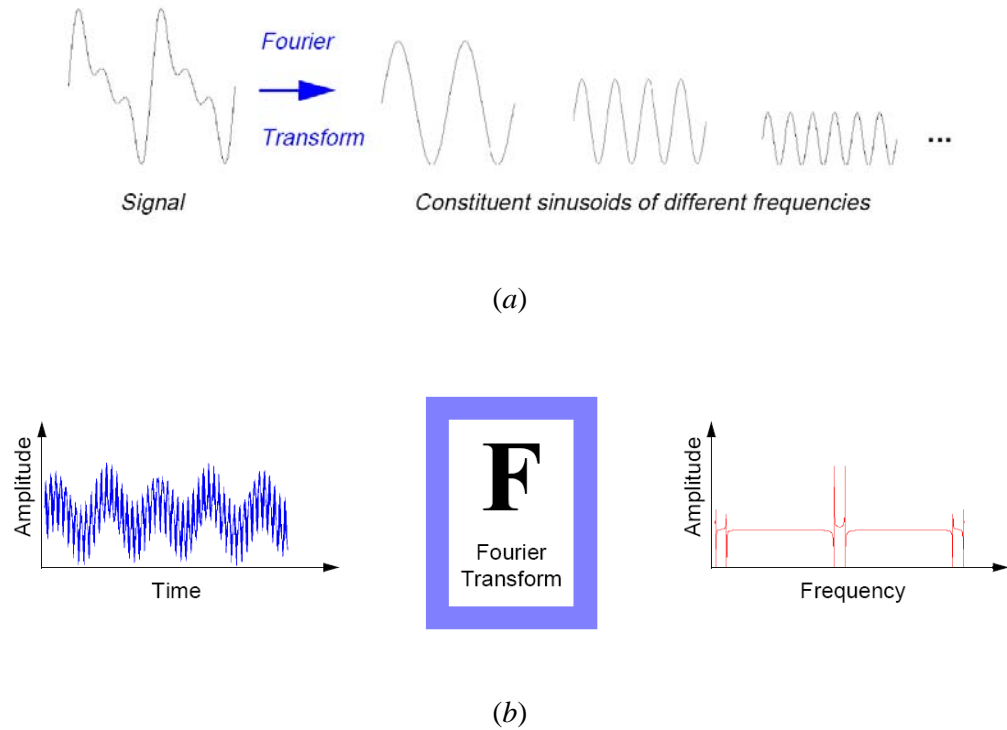 Fourier
Transform
...
Signal
Constituent sinusoids of different frequencies
(a)
Amplitude
Time
F
Fourier
Transform
Amplitude
Frequency
(b)